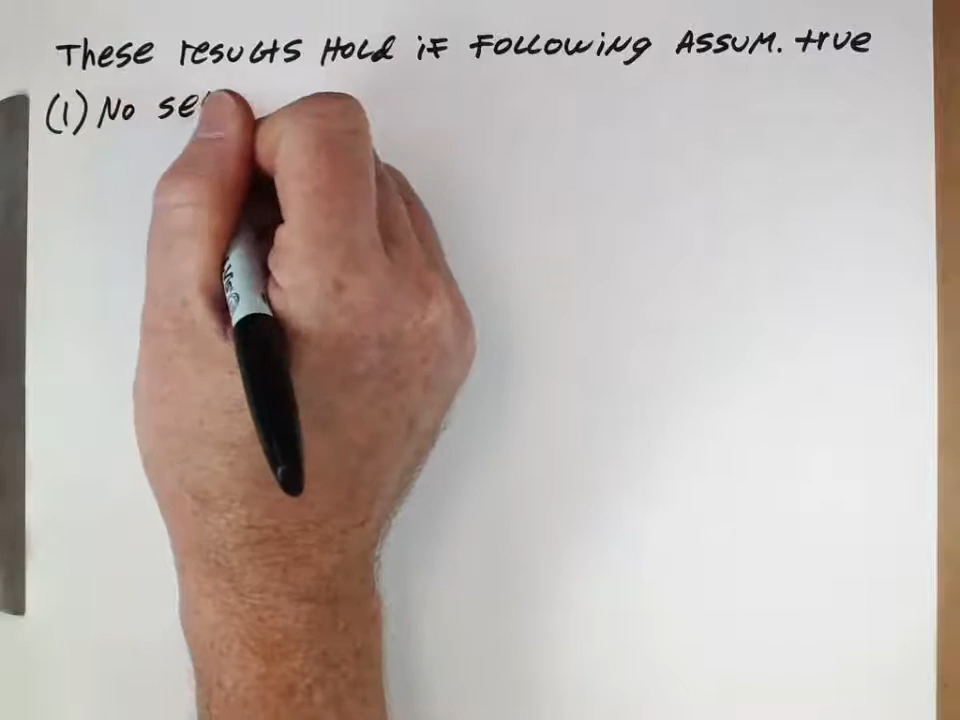 These results Hold if Following Assum. true
(1) No se